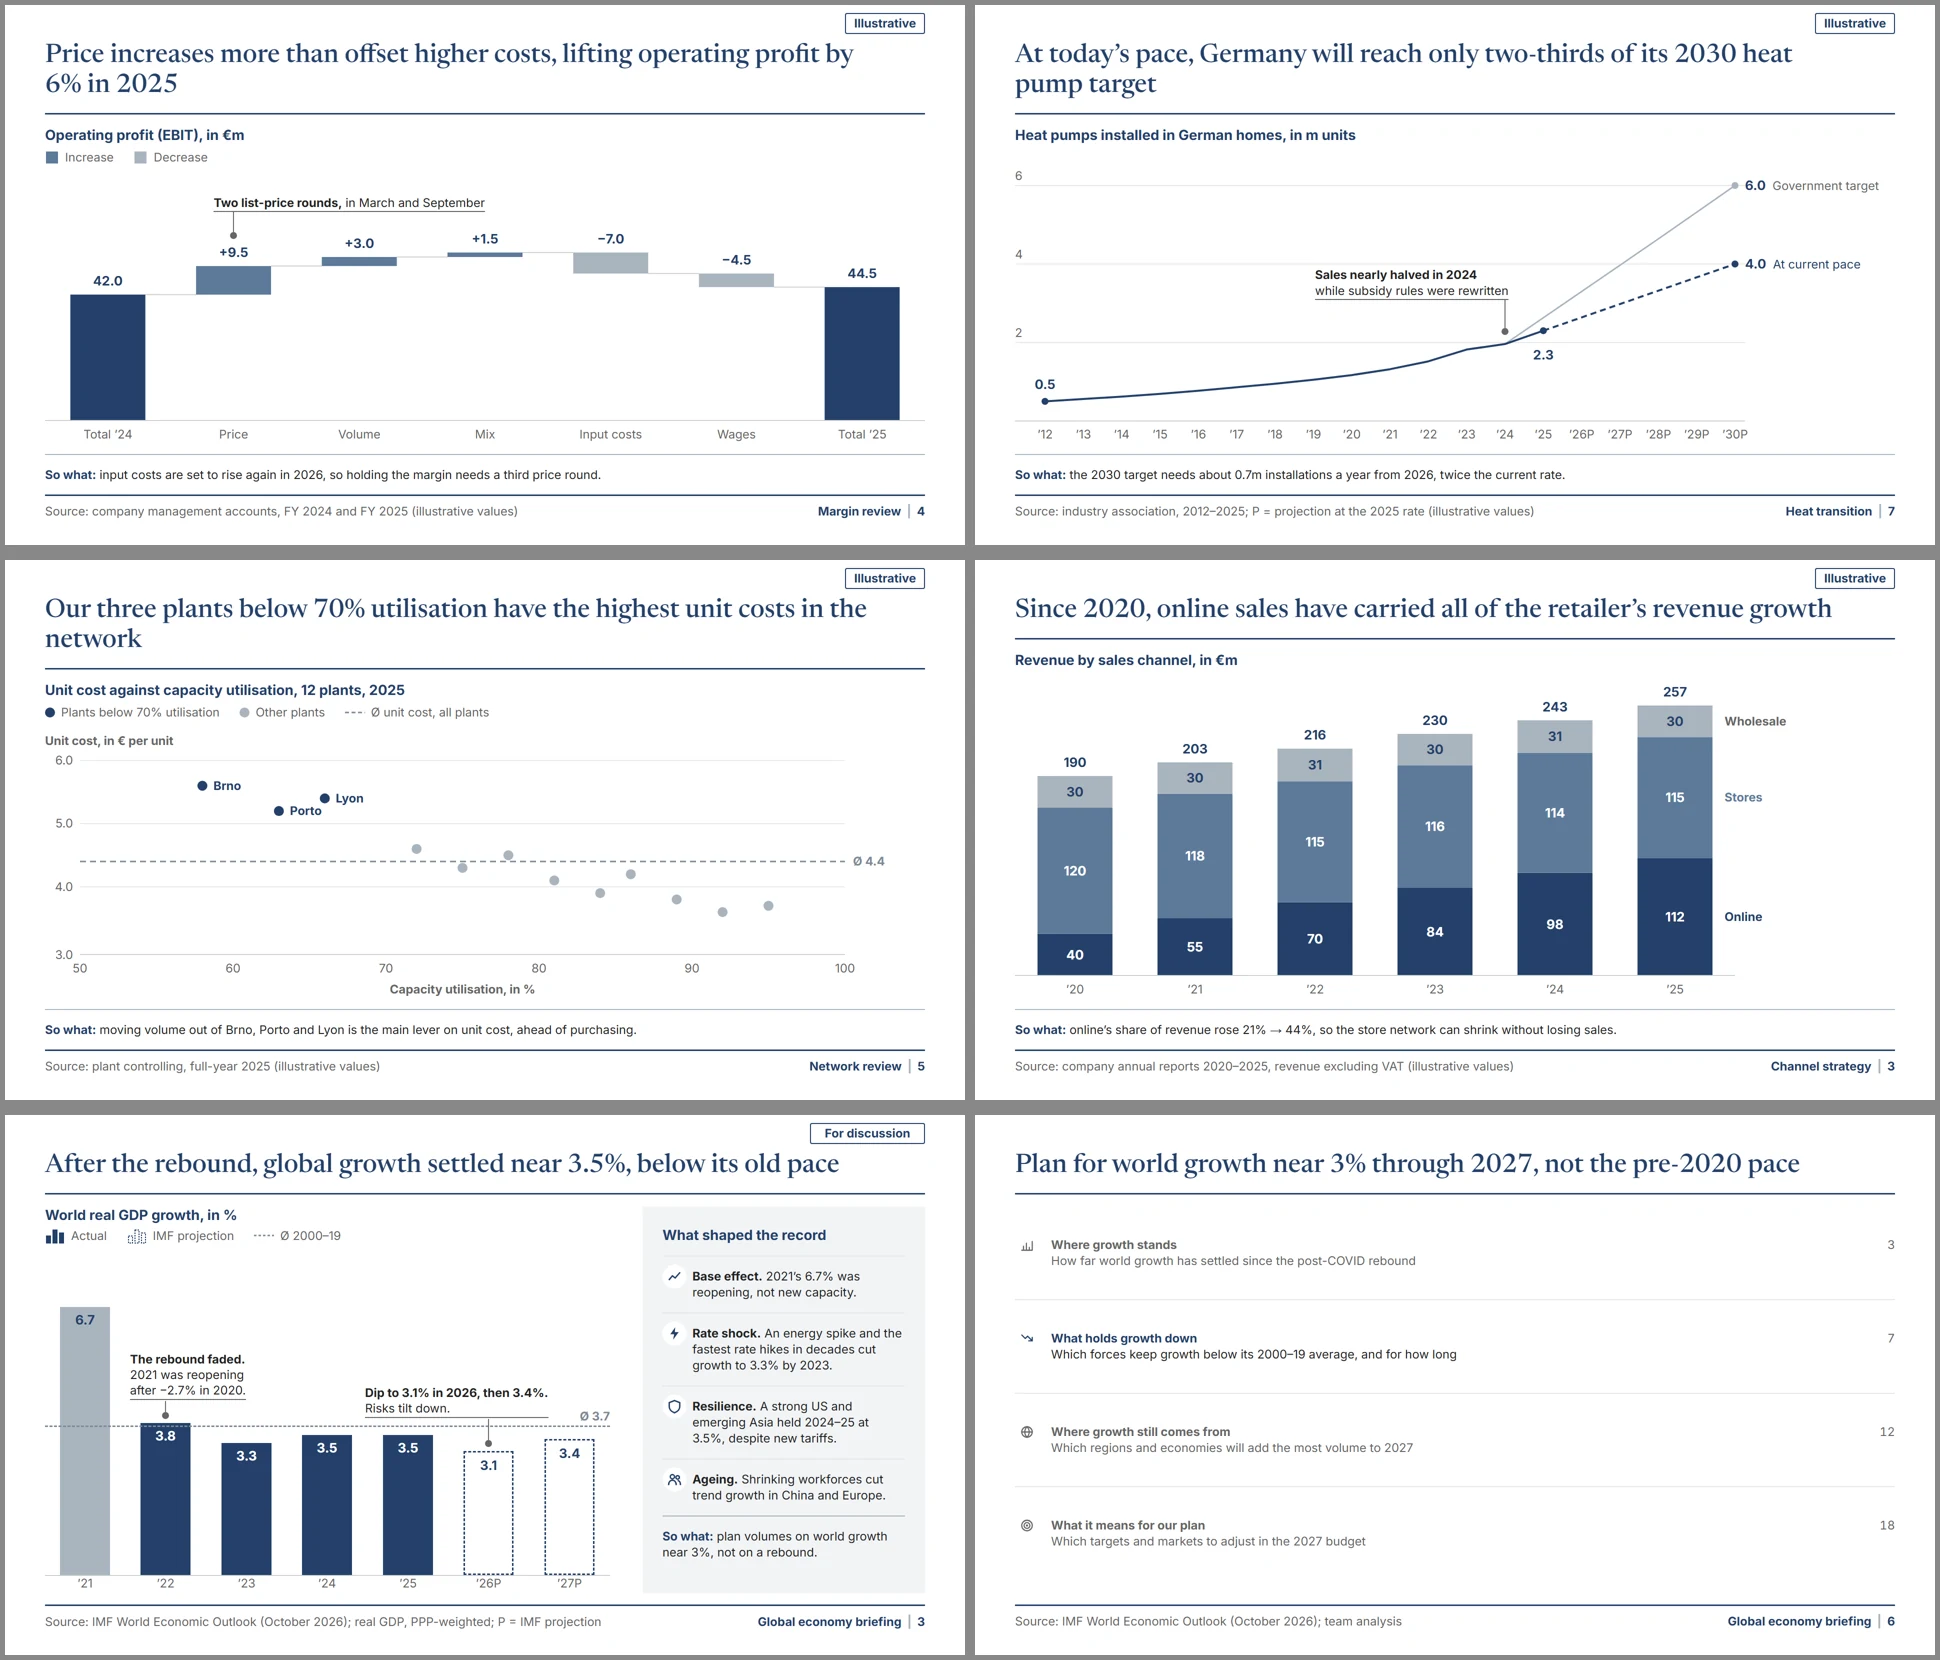 Illustrative
Price increases more than offset higher costs, lifting operating profit by
6% in 2025
Operating profit (EBIT), in €m
Increase Decrease
Two list-price rounds, in March and September
42.0 +9.5 +3.0 +1.5 −7.0 −4.5 44.5
Total ’24 Price Volume Mix Input costs Wages Total ’25
So what: input costs are set to rise again in 2026, so holding the margin needs a third price round.
Source: company management accounts, FY 2024 and FY 2025 (illustrative values)
Margin review | 4
Illustrative
At today’s pace, Germany will reach only two-thirds of its 2030 heat
pump target
Heat pumps installed in German homes, in m units
6
6.0 Government target
4
4.0 At current pace
Sales nearly halved in 2024
while subsidy rules were rewritten
2
2.3
0.5
’12 ’13 ’14 ’15 ’16 ’17 ’18 ’19 ’20 ’21 ’22 ’23 ’24 ’25 ’26P ’27P ’28P ’29P ’30P
So what: the 2030 target needs about 0.7m installations a year from 2026, twice the current rate.
Source: industry association, 2012–2025; P = projection at the 2025 rate (illustrative values)
Heat transition | 7
Illustrative
Our three plants below 70% utilisation have the highest unit costs in the
network
Unit cost against capacity utilisation, 12 plants, 2025
Plants below 70% utilisation Other plants Ø unit cost, all plants
Unit cost, in € per unit
6.0
Brno
Lyon
Porto
5.0
Ø 4.4
4.0
3.0
50 60 70 80 90 100
Capacity utilisation, in %
So what: moving volume out of Brno, Porto and Lyon is the main lever on unit cost, ahead of purchasing.
Source: plant controlling, full-year 2025 (illustrative values)
Network review | 5
Illustrative
Since 2020, online sales have carried all of the retailer’s revenue growth
Revenue by sales channel, in €m
190 203 216 230 243 257
30 30 31 30 31 30 Wholesale
120 118 115 116 114 115 Stores
40 55 70 84 98 112 Online
’20 ’21 ’22 ’23 ’24 ’25
So what: online’s share of revenue rose 21% → 44%, so the store network can shrink without losing sales.
Source: company annual reports 2020–2025, revenue excluding VAT (illustrative values)
Channel strategy | 3
For discussion
After the rebound, global growth settled near 3.5%, below its old pace
World real GDP growth, in %
Actual IMF projection Ø 2000–19
6.7
The rebound faded.
2021 was reopening
after −2.7% in 2020.
Dip to 3.1% in 2026, then 3.4%.
Risks tilt down.
Ø 3.7
3.8 3.3 3.5 3.5 3.1 3.4
’21 ’22 ’23 ’24 ’25 ’26P ’27P
What shaped the record
Base effect. 2021’s 6.7% was
reopening, not new capacity.
Rate shock. An energy spike and the
fastest rate hikes in decades cut
growth to 3.3% by 2023.
Resilience. A strong US and
emerging Asia held 2024–25 at
3.5%, despite new tariffs.
Ageing. Shrinking workforces cut
trend growth in China and Europe.
So what: plan volumes on world growth
near 3%, not on a rebound.
Source: IMF World Economic Outlook (October 2026); real GDP, PPP-weighted; P = IMF projection
Global economy briefing | 3
Plan for world growth near 3% through 2027, not the pre-2020 pace
Where growth stands 3
How far world growth has settled since the post-COVID rebound
What holds growth down 7
Which forces keep growth below its 2000–19 average, and for how long
Where growth still comes from 12
Which regions and economies will add the most volume to 2027
What it means for our plan 18
Which targets and markets to adjust in the 2027 budget
Source: IMF World Economic Outlook (October 2026); team analysis
Global economy briefing | 6